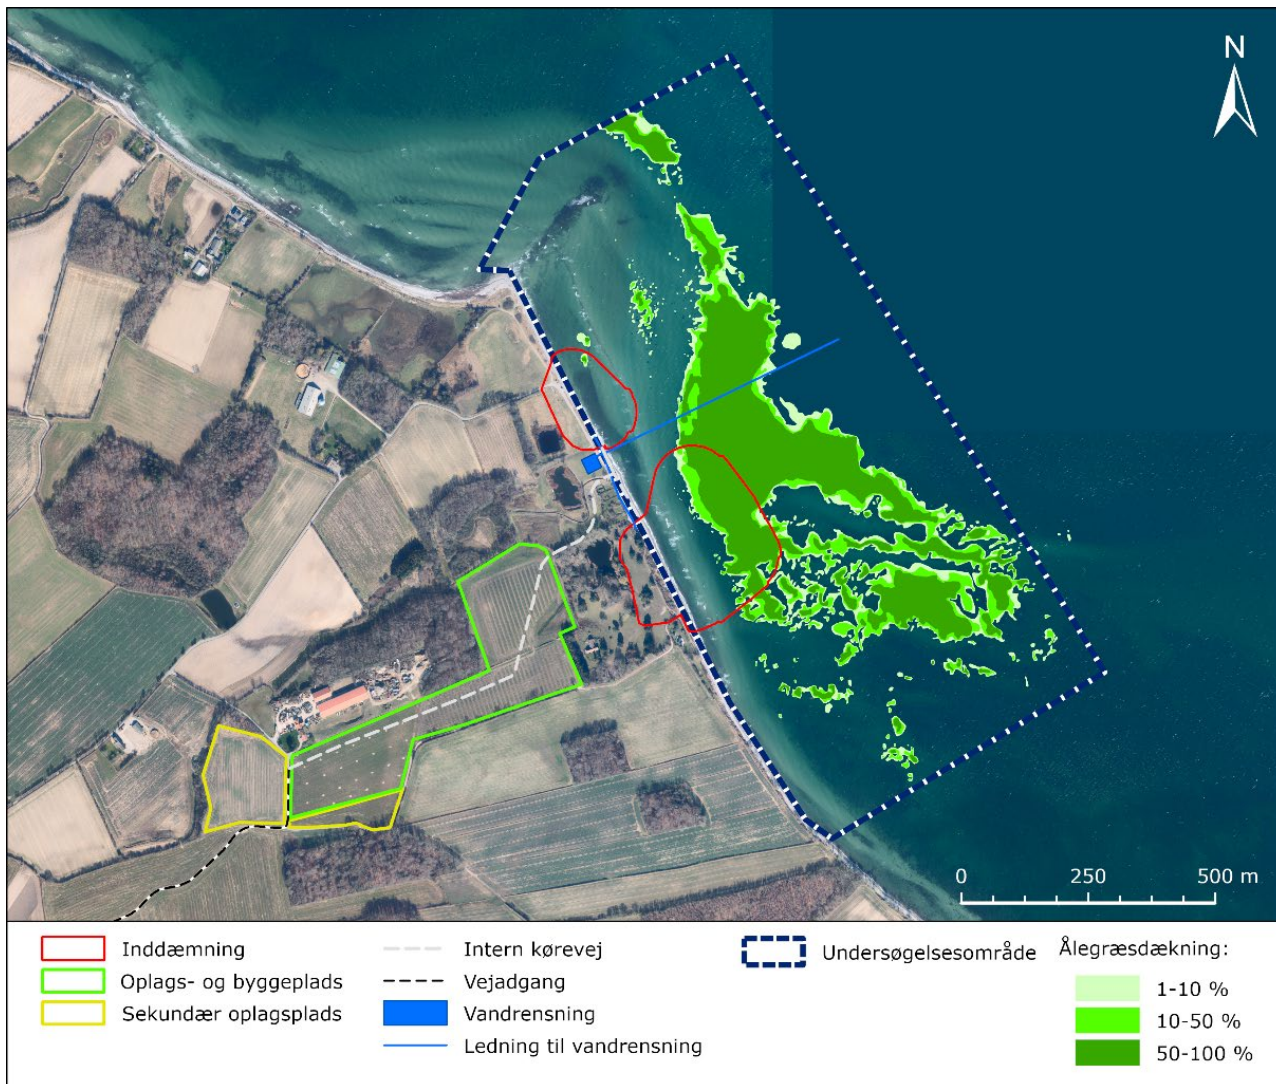 N
0 250 500 m
Inddæmning
Oplags- og byggeplads
Sekundær oplagsplads
Intern kørevej
Vejadgang
Vandrensning
Ledning til vandrensning
Undersøgelsesområde
Ålegræsdækning:
1-10 %
10-50 %
50-100 %